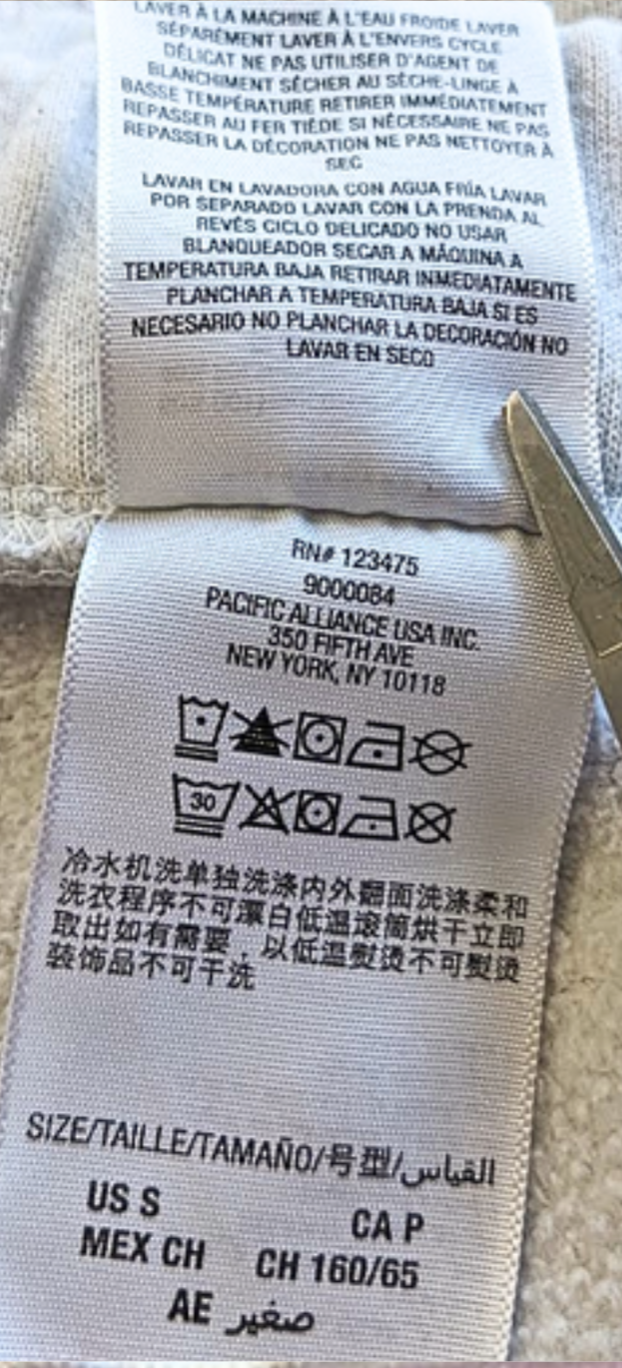 LAVER À LA MACHINE À L'EAU FROIDE LAVER
SÉPARÉMENT LAVER À L'ENVERS CYCLE
DÉLICAT NE PAS UTILISER D'AGENT DE
BLANCHIMENT SÉCHER AU SÈCHE-LINGE À
BASSE TEMPÉRATURE RETIRER IMMÉDIATEMENT
REPASSER AU FER TIÉDE SI NÉCESSAIRE NE PAS
REPASSER LA DÉCORATION NE PAS NETTOYER À
SEC
LAVAR EN LAVADORA CON AGUA FRÍA LAVAR
POR SEPARADO LAVAR CON LA PRENDA AL
REVÉS CICLO DELICADO NO USAR
BLANQUEADOR SECAR A MÁQUINA A
TEMPERATURA BAJA RETIRAR INMEDIATAMENTE
PLANCHAR A TEMPERATURA BAJA SI ES
NECESARIO NO PLANCHAR LA DECORACIÓN NO
LAVAR EN SECO
RN# 123475
9000084
PACIFIC ALLIANCE USA INC.
350 FIFTH AVE
NEW YORK, NY 10118
30
冷水机洗单独洗涤内外翻面洗涤柔和
洗衣程序不可漂白低温滚筒烘干立即
取出如有需要，以低温熨烫不可熨烫
装饰品不可干洗
SIZE/TAILLE/TAMAÑO/号型/القياس
US S CA P
MEX CH CH 160/65
AE صغير